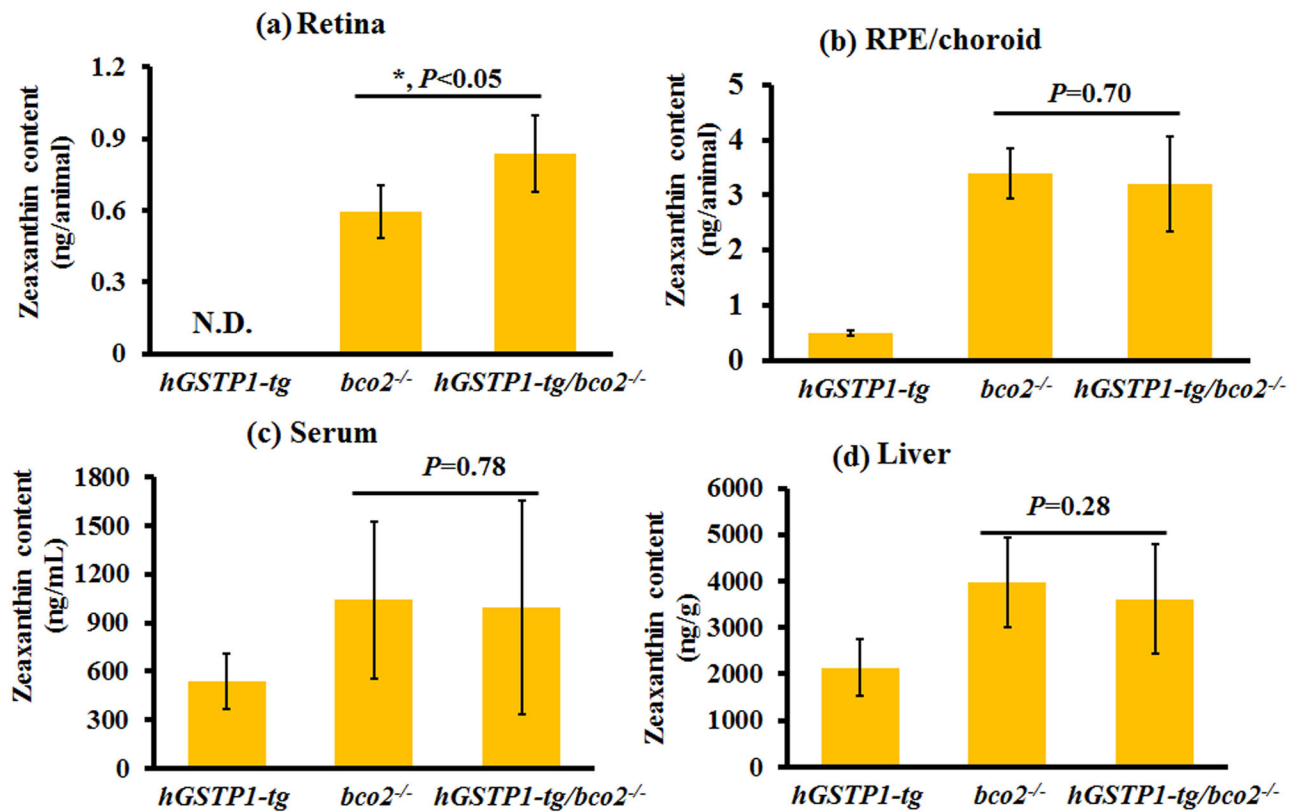 (a) Retina
Zeaxanthin content
(ng/animal)
1.2
0.9
0.6
0.3
0
*, P<0.05
N.D.
hGSTP1-tg bco2-/- hGSTP1-tg/bco2-/-
(b) RPE/choroid
Zeaxanthin content
(ng/animal)
5
4
3
2
1
0
P=0.70
hGSTP1-tg bco2-/- hGSTP1-tg/bco2-/-
(c) Serum
Zeaxanthin content
(ng/mL)
1800
1500
1200
900
600
300
0
P=0.78
hGSTP1-tg bco2-/- hGSTP1-tg/bco2-/-
(d) Liver
Zeaxanthin content
(ng/g)
6000
5000
4000
3000
2000
1000
0
P=0.28
hGSTP1-tg bco2-/- hGSTP1-tg/bco2-/-